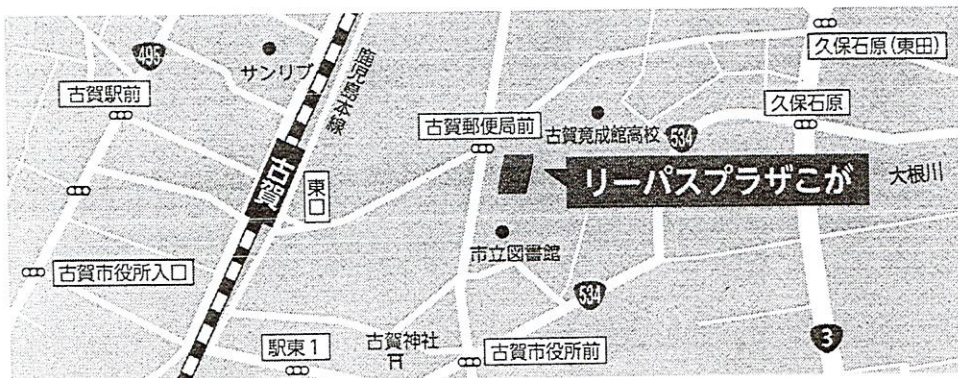 495
サンリブ
鹿児島本線
古賀駅前
古賀
東口
古賀市役所入口
駅東1
古賀神社
古賀市役所前
古賀郵便局前
古賀竟成館高校
534
リーパスプラザこが
市立図書館
534
久保石原(東田)
久保石原
大根川
3